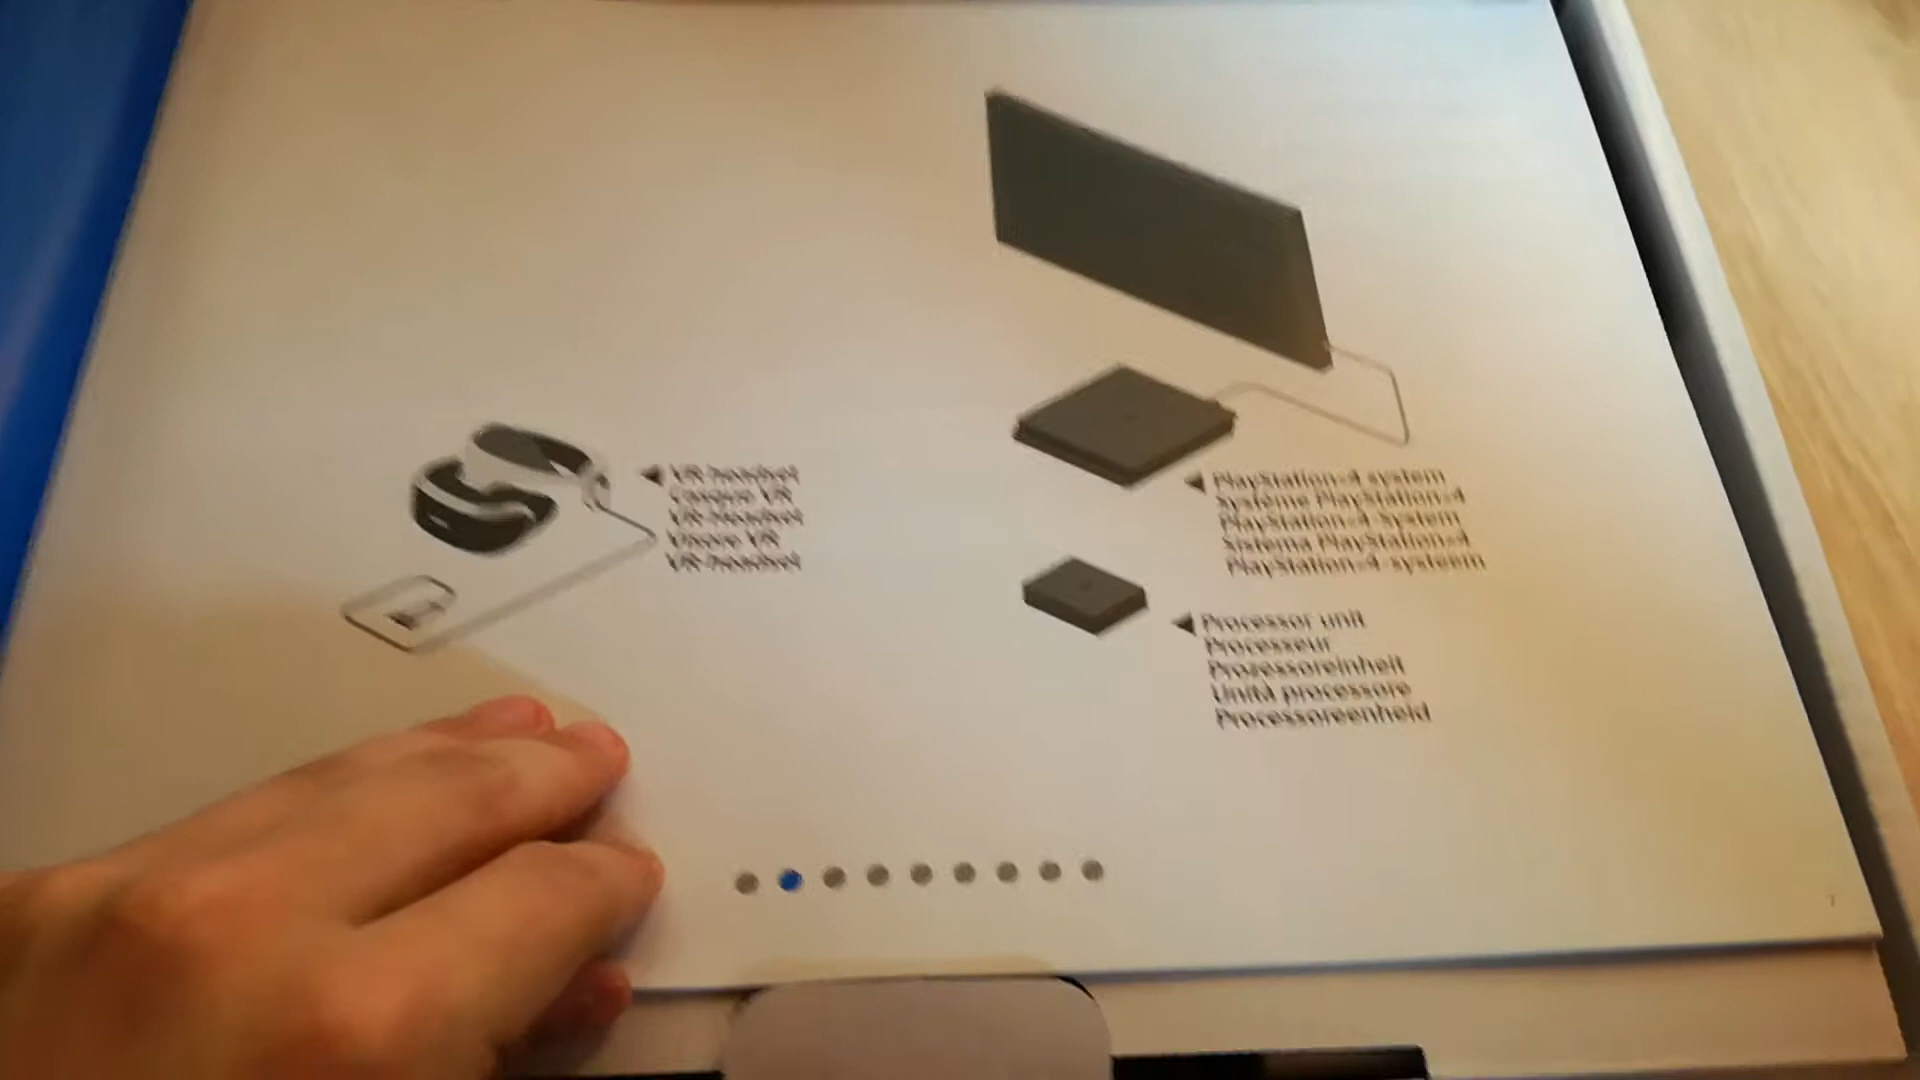 VR headset
Casque VR
VR-Headset
Visore VR
VR-headset
PlayStation®4 system
Système PlayStation®4
PlayStation®4-System
Sistema PlayStation®4
PlayStation®4-systeem
Processor unit
Processeur
Prozessoreinheit
Unità processore
Processoreenheid